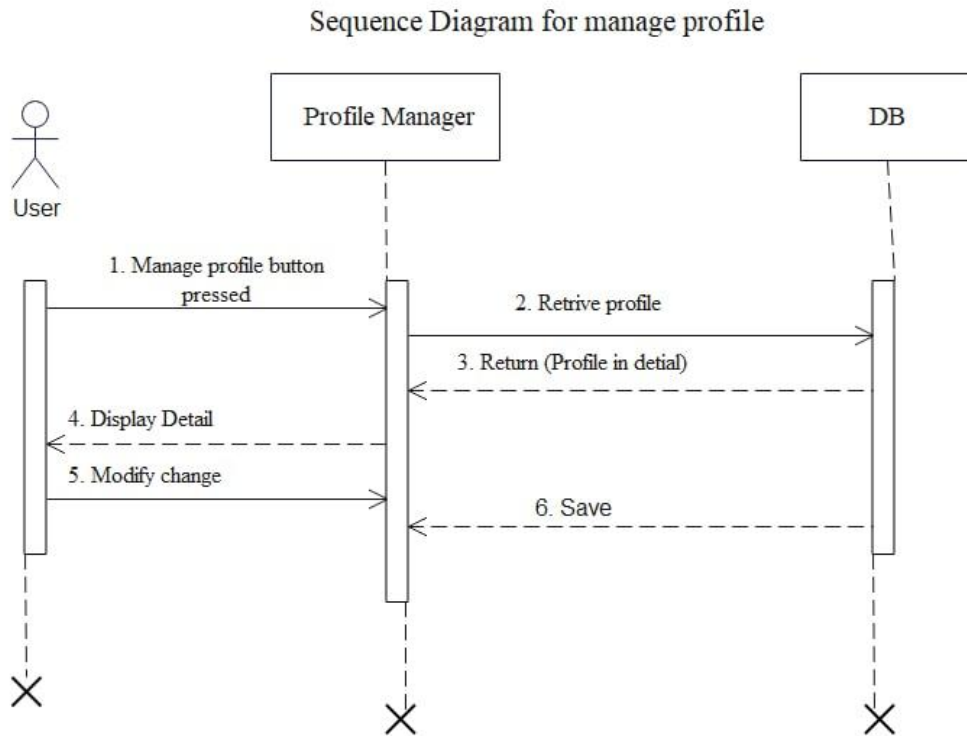 Sequence Diagram for manage profile
Profile Manager
DB
User
1. Manage profile button
pressed
2. Retrive profile
3. Return (Profile in detial)
4. Display Detail
5. Modify change
6. Save